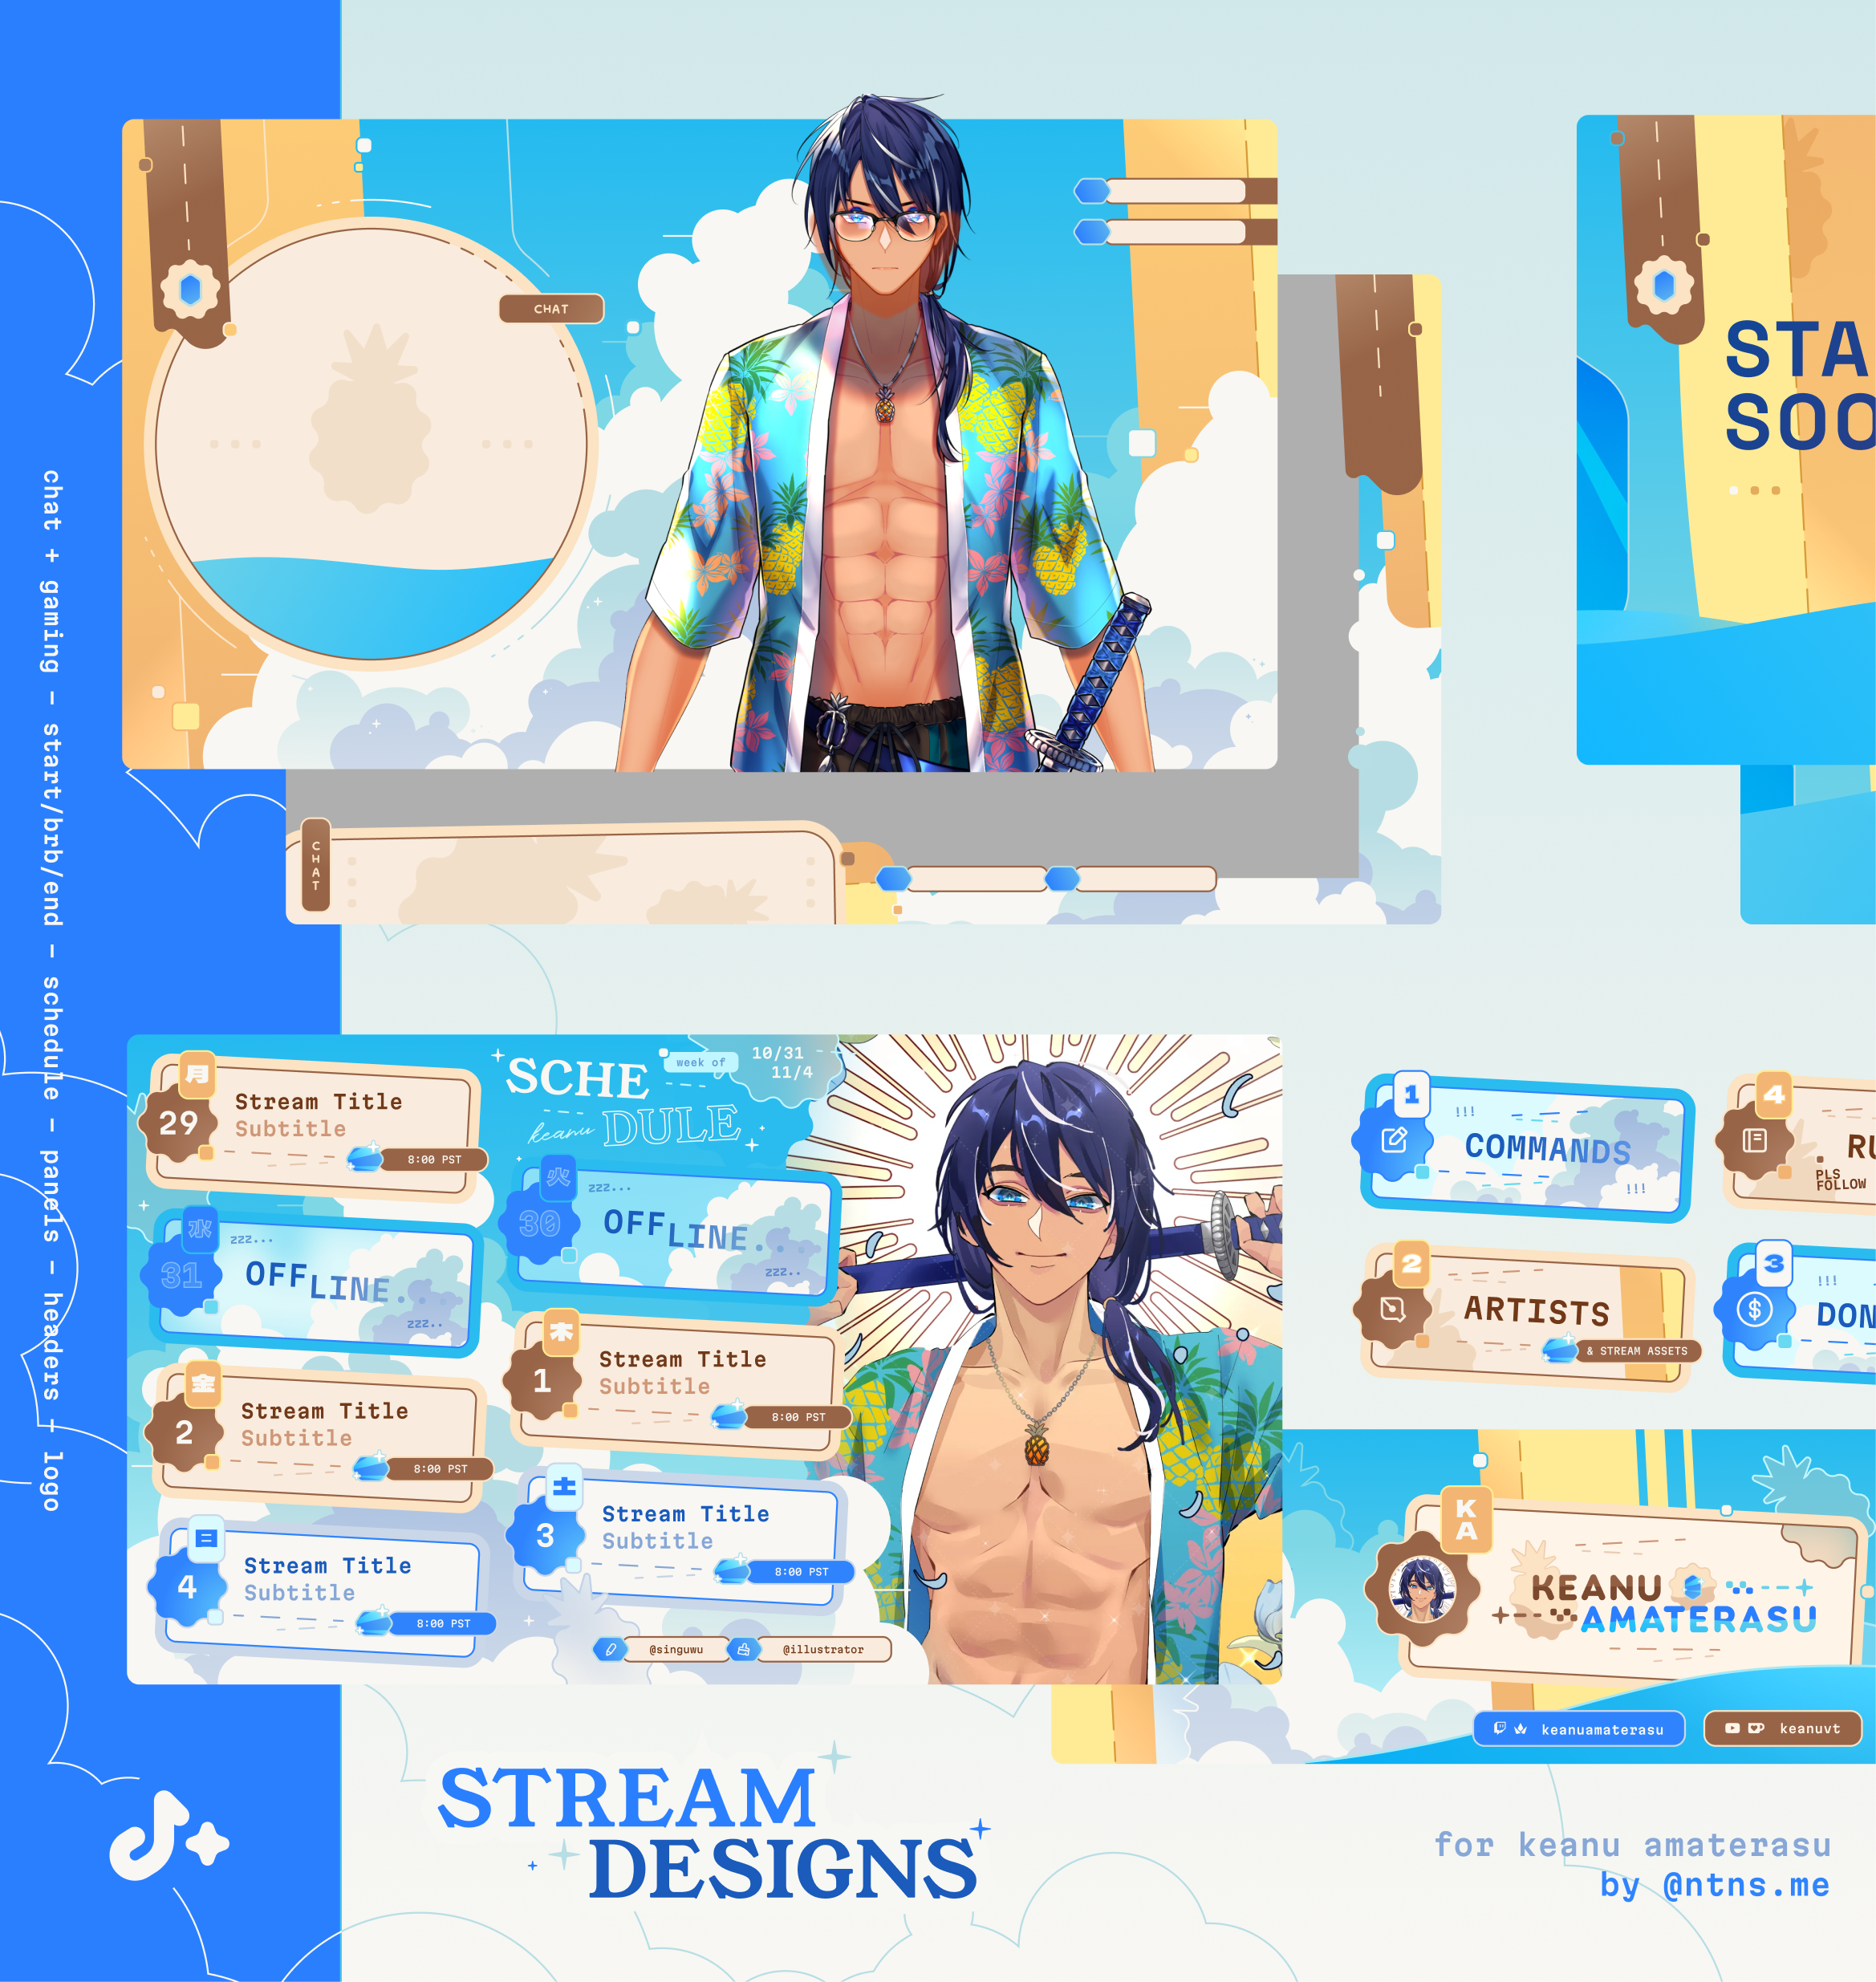 chat + gaming – start/brb/end – schedule – panels – headers + logo
CHAT
STA
SOO
CHAT
月
29
Stream Title
Subtitle
8:00 PST
SCHE
DULE
keanu
week of
10/31
11/4
火
30
zzz...
OFFLINE...
zzz..
水
31
zzz...
OFFLINE...
zzz..
木
1
Stream Title
Subtitle
8:00 PST
金
2
Stream Title
Subtitle
8:00 PST
土
3
Stream Title
Subtitle
8:00 PST
日
4
Stream Title
Subtitle
8:00 PST
@singuwu
@illustrator
1
!!!
COMMANDS
!!!
4
RU
PLS
FOLLOW
2
ARTISTS
& STREAM ASSETS
3
!!!
DON
$
KA
KEANU
AMATERASU
keanuamaterasu
keanuvt
STREAM
DESIGNS
for keanu amaterasu
by @ntns.me